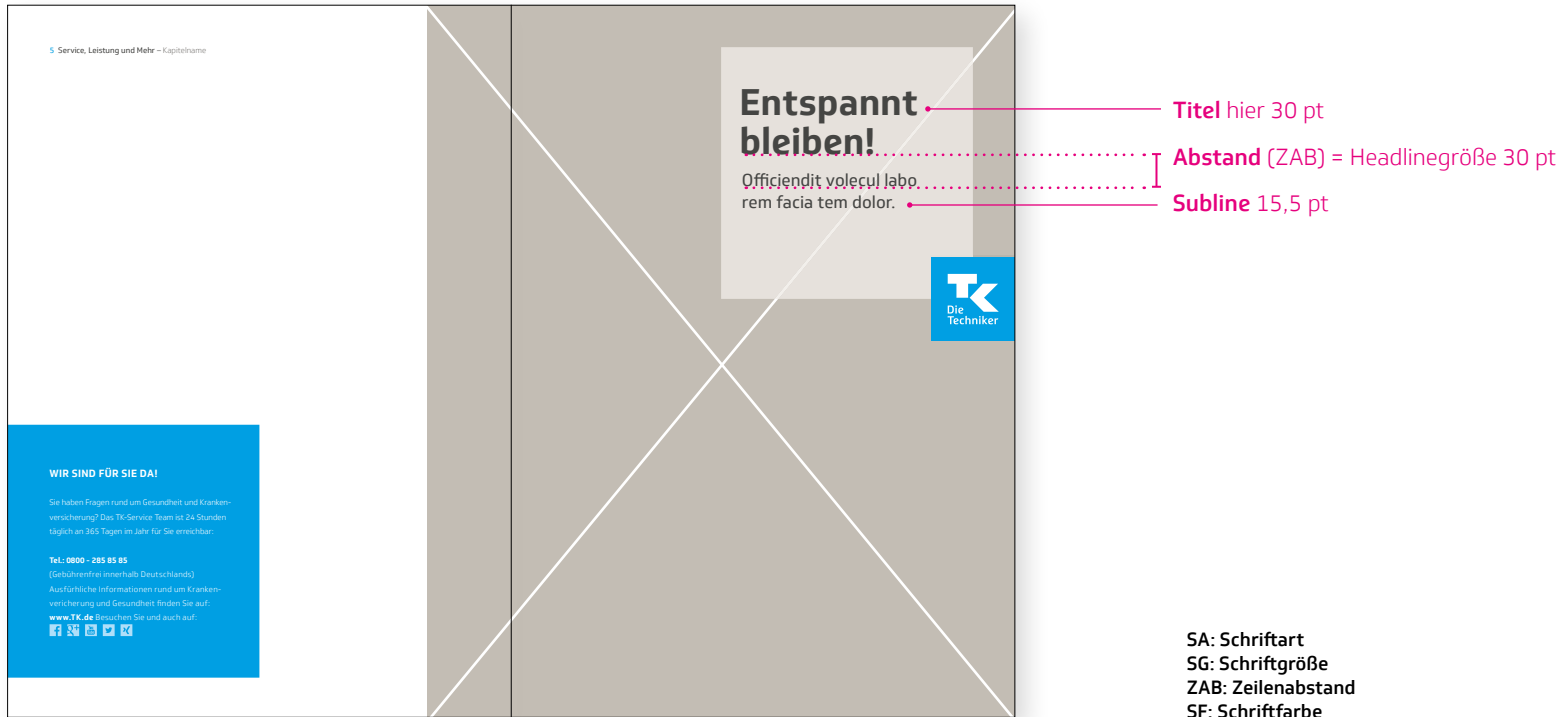 5 Service, Leistung und Mehr – Kapitelname
Entspannt
bleiben!
Officiendit volecul labo
rem facia tem dolor.
Die
Techniker
Titel hier 30 pt
Abstand (ZAB) = Headlinegröße 30 pt
Subline 15,5 pt
WIR SIND FÜR SIE DA!
Sie haben Fragen rund um Gesundheit und Kranken-
versicherung? Das TK-Service Team ist 24 Stunden
täglich an 365 Tagen im Jahr für Sie erreichbar:
Tel.: 0800 - 285 85 85
(Gebührenfrei innerhalb Deutschlands)
Ausfürhliche Informationen rund um Kranken-
vericherung und Gesundheit finden Sie auf:
www.TK.de Besuchen Sie und auch auf:
SA: Schriftart
SG: Schriftgröße
ZAB: Zeilenabstand
SF: Schriftfarbe